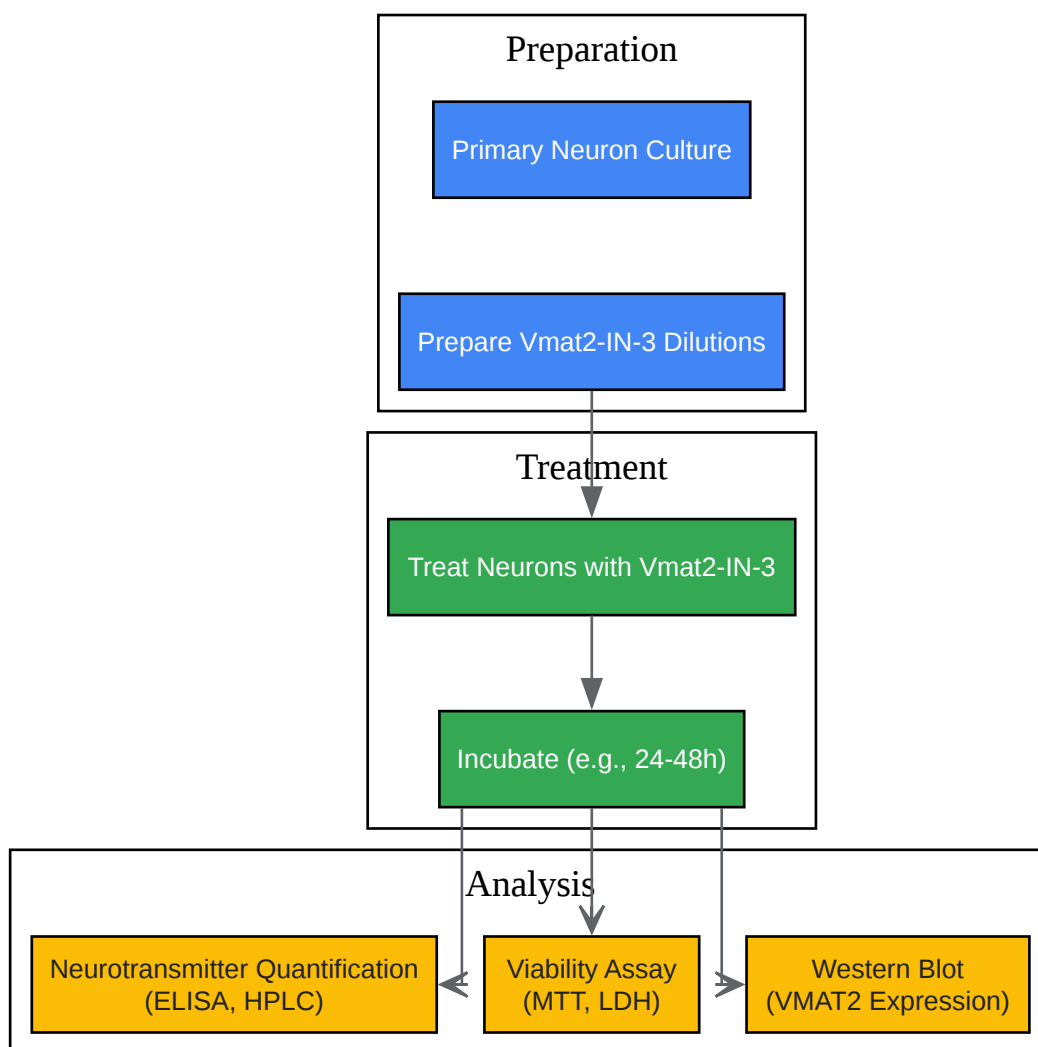 Preparation
Primary Neuron Culture
Prepare Vmat2-IN-3 Dilutions
Treatment
Treat Neurons with Vmat2-IN-3
Incubate (e.g., 24-48h)
Analysis
Neurotransmitter Quantification
(ELISA, HPLC)
Viability Assay
(MTT, LDH)
Western Blot
(VMAT2 Expression)